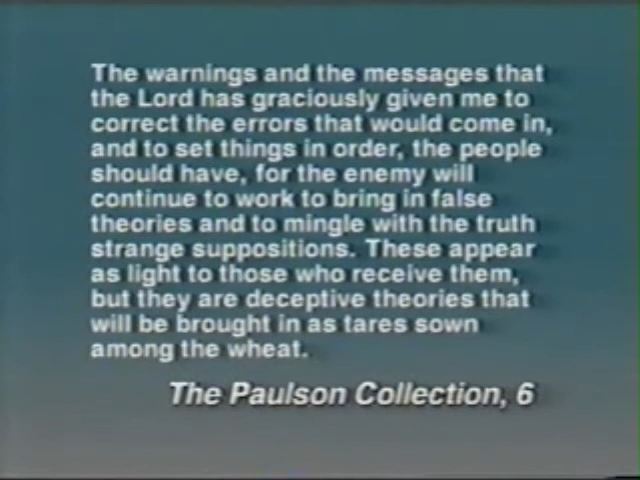 The warnings and the messages that
the Lord has graciously given me to
correct the errors that would come in,
and to set things in order, the people
should have, for the enemy will
continue to work to bring in false
theories and to mingle with the truth
strange suppositions. These appear
as light to those who receive them,
but they are deceptive theories that
will be brought in as tares sown
among the wheat.
The Paulson Collection, 6